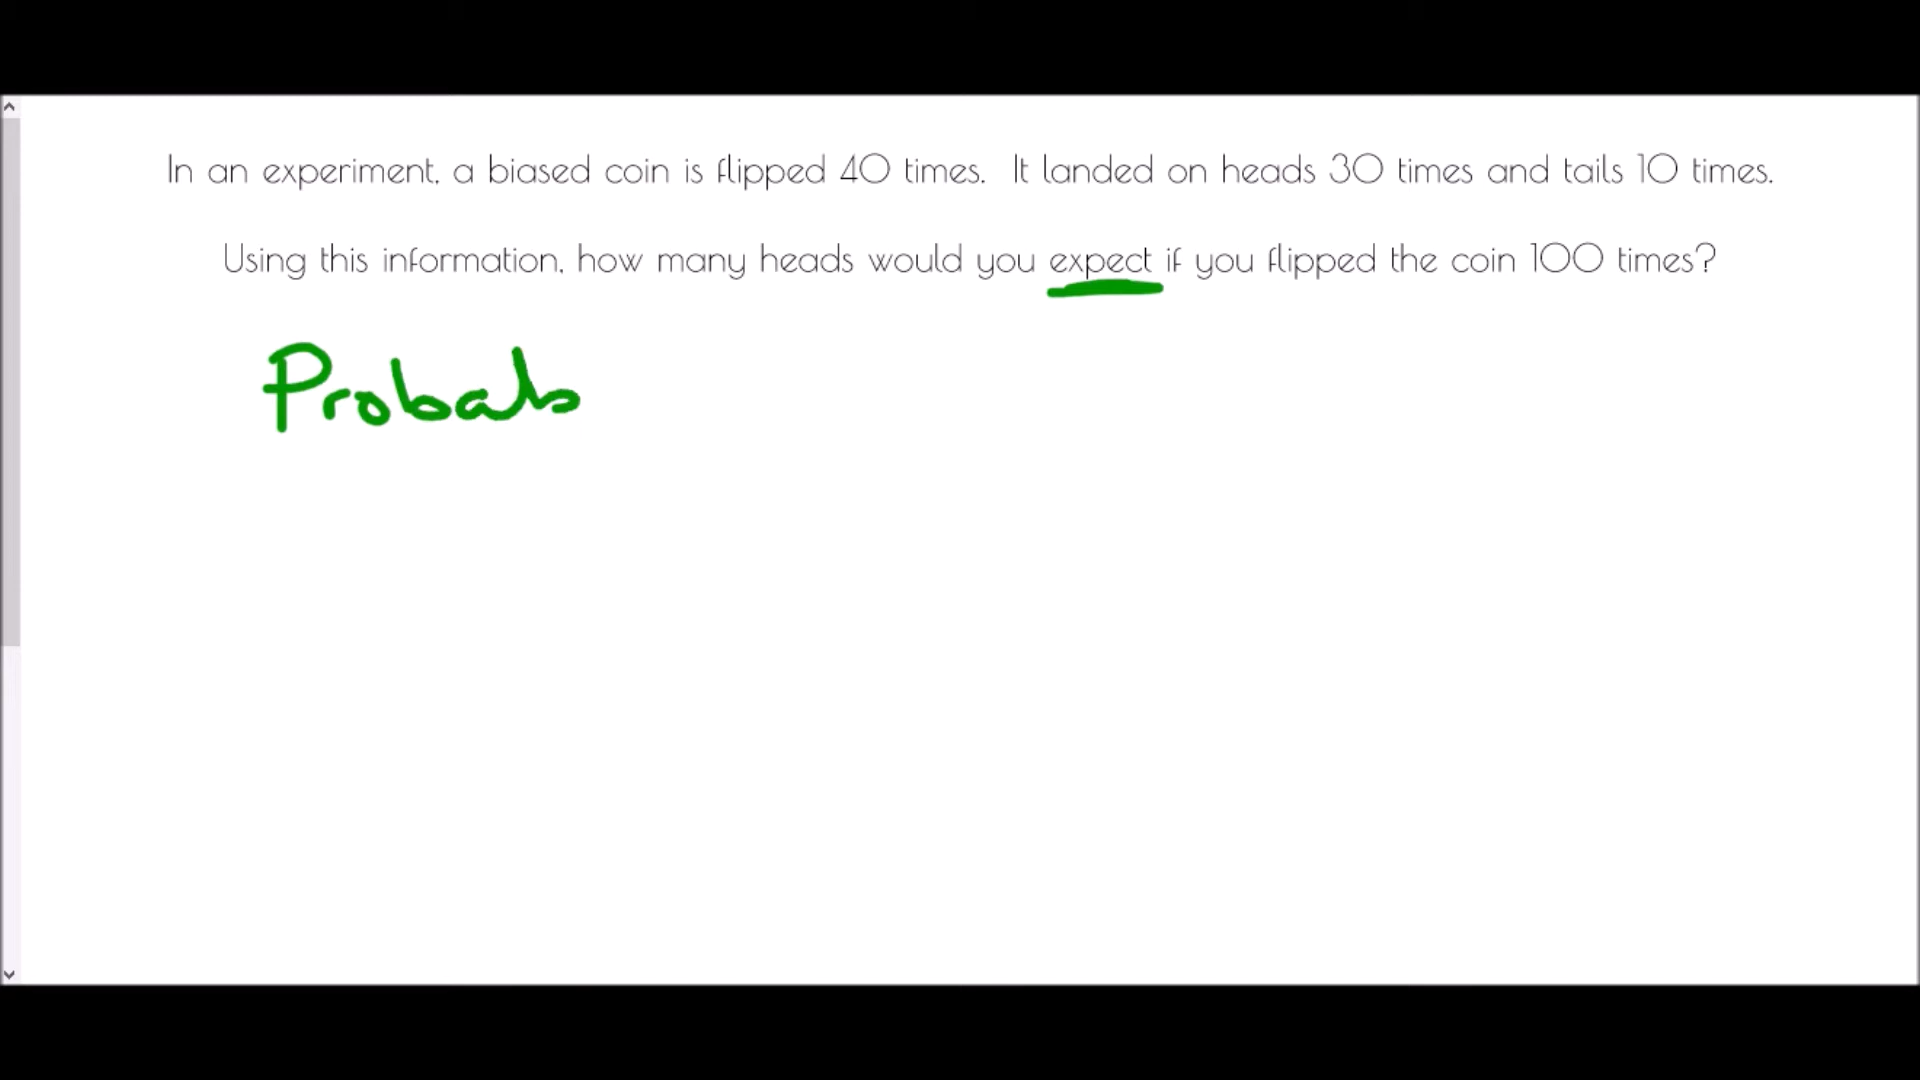 In an experiment, a biased coin is flipped 40 times. It landed on heads 30 times and tails 10 times.
Using this information, how many heads would you expect if you flipped the coin 100 times?
Probab